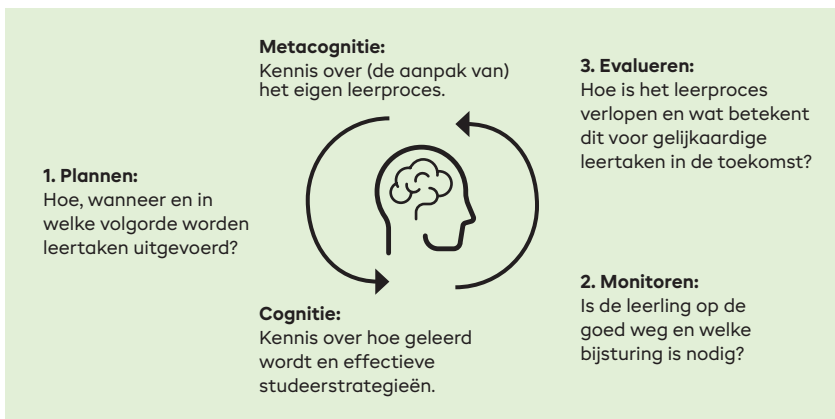 Metacognitie:
Kennis over (de aanpak van)
het eigen leerproces.
3. Evalueren:
Hoe is het leerproces
verlopen en wat betekent
dit voor gelijkaardige
leertaken in de toekomst?
1. Plannen:
Hoe, wanneer en in
welke volgorde worden
leertaken uitgevoerd?
2. Monitoren:
Is de leerling op de
goed weg en welke
bijsturing is nodig?
Cognitie:
Kennis over hoe geleerd
wordt en effectieve
studeerstrategieën.